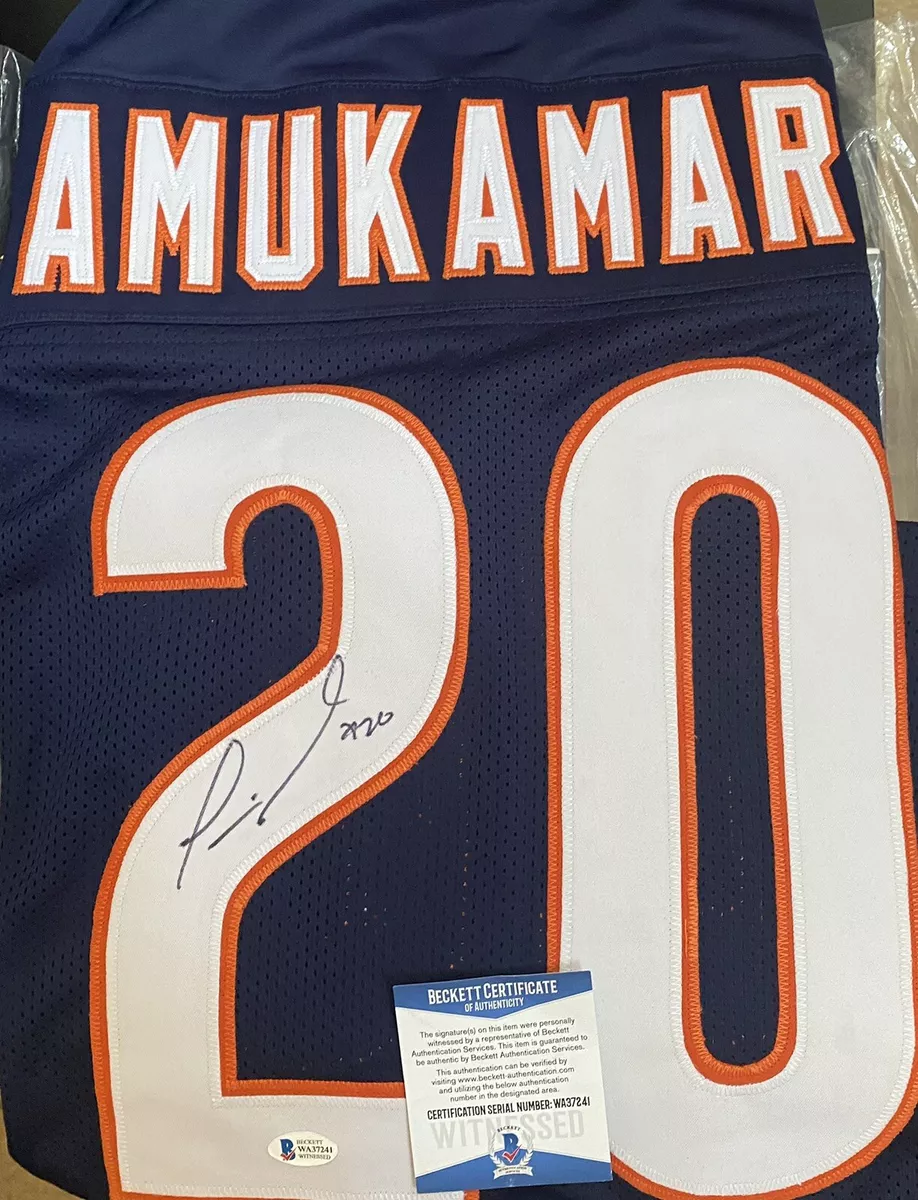 AMUKAMAR
20
#20
BECKETT CERTIFICATE
OF AUTHENTICITY
The signature(s) on this item were personally
witnessed by a representative of Beckett
Authentication Services. This item is guaranteed to
be authentic by Beckett Authentication Services.
This authentication can be verified by
visiting www.beckett-authentication.com
and utilizing the below authentication
number in the designated area.
CERTIFICATION SERIAL NUMBER: WA37241
WITNESSED
BECKETT
B
BECKETT
WA37241
WITNESSED